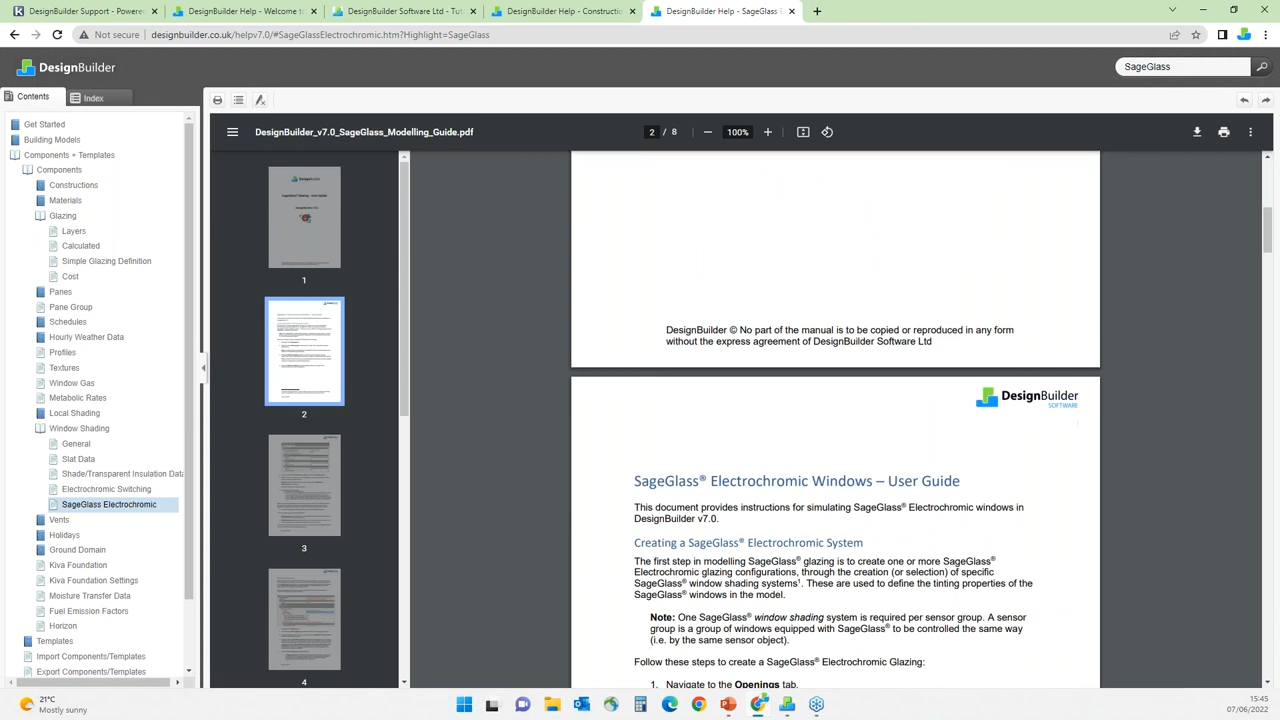 DesignBuilder Support - Powere
DesignBuilder Help - Welcome to
DesignBuilder Software Ltd - Tut
DesignBuilder Help - Constructio
DesignBuilder Help - SageGlass E
Not secure designbuilder.co.uk/helpv7.0/#SageGlassElectrochromic.htm?Highlight=SageGlass
DesignBuilder
SageGlass
Contents
Index
Get Started
Building Models
Components + Templates
Components
Constructions
Materials
Glazing
Layers
Calculated
Simple Glazing Definition
Cost
Panes
Pane Group
Schedules
Hourly Weather Data
Profiles
Textures
Window Gas
Metabolic Rates
Local Shading
Window Shading
General
Slat Data
Shade/Transparent Insulation Data
Electrochromic Switching
SageGlass Electrochromic
Vents
Holidays
Ground Domain
Kiva Foundation
Kiva Foundation Settings
Moisture Transfer Data
Fuel Emission Factors
Horizon
Templates
Import Components/Templates
Export Components/Templates
DesignBuilder_v7.0_SageGlass_Modelling_Guide.pdf
2 / 8
100%
1
2
3
4
DesignBuilder © No part of the manual is to be copied or reproduced in any form
without the express agreement of DesignBuilder Software Ltd
DesignBuilder
SOFTWARE
SageGlass® Electrochromic Windows – User Guide
This document provides instructions for simulating SageGlass® Electrochromic windows in
DesignBuilder v7.0.
Creating a SageGlass® Electrochromic System
The first step in modelling SageGlass® glazing is to create one or more SageGlass®
Electrochromic glazing configurations, through the creation (or selection) of specific
SageGlass® window shading systems¹. These are used to define the tinting properties of the
SageGlass® windows in the model.
Note: One SageGlass® window shading system is required per sensor group. A sensor
group is a group of windows equipped with SageGlass® to be controlled the same way
(i.e. by the same sensor object).
Follow these steps to create a SageGlass® Electrochromic Glazing:
1. Navigate to the Openings tab.
21°C
Mostly sunny
15:45
07/06/2022